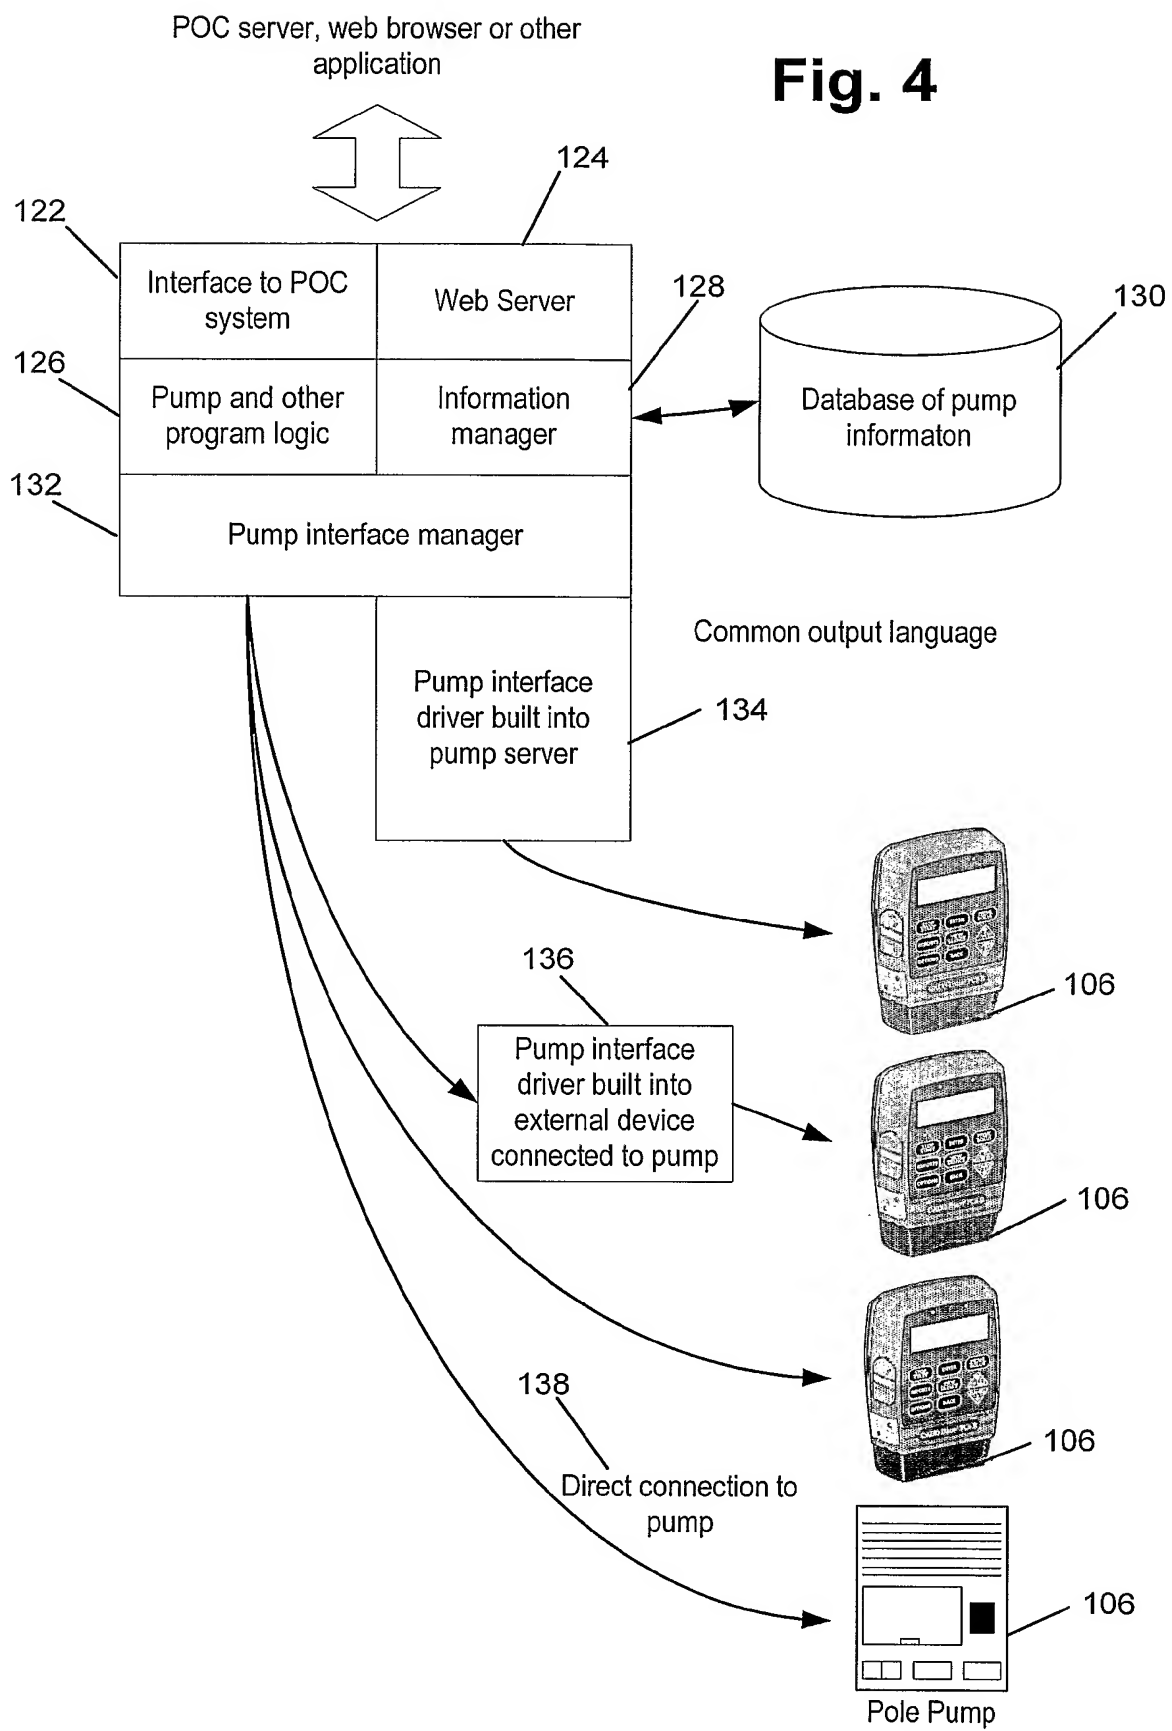 POC server, web browser or other
application
Fig. 4
124
122
Interface to POC
system
Web Server
128
130
126
Pump and other
program logic
Information
manager
Database of pump
informaton
132
Pump interface manager
Common output language
Pump interface
driver built into
pump server
134
136
106
Pump interface
driver built into
external device
connected to pump
106
138
106
Direct connection to
pump
106
Pole Pump